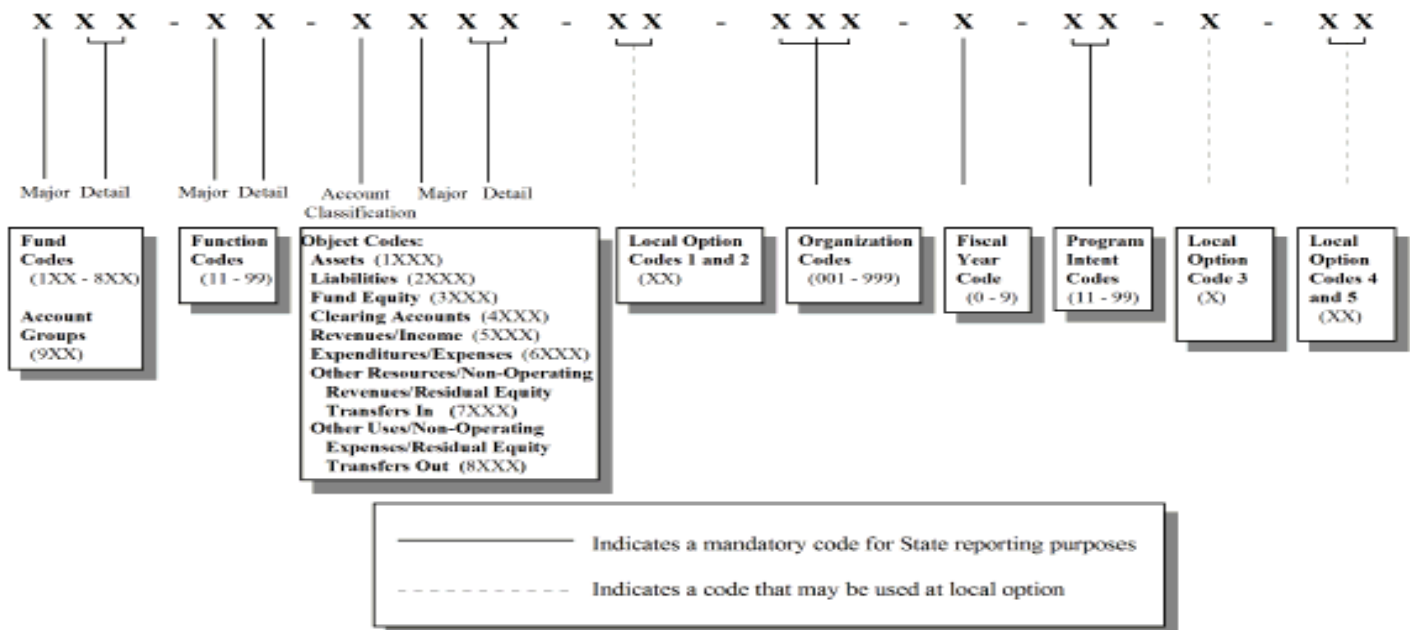 X X X - X X - X X X X - X X - X X X - X - X X - X - X X
Major Detail Major Detail Account Classification Major Detail
Fund
Codes
(1XX - 8XX)
Account
Groups
(9XX)
Function
Codes
(11 - 99)
Object Codes:
Assets (1XXX)
Liabilities (2XXX)
Fund Equity (3XXX)
Clearing Accounts (4XXX)
Revenues/Income (5XXX)
Expenditures/Expenses (6XXX)
Other Resources/Non-Operating
Revenues/Residual Equity
Transfers In (7XXX)
Other Uses/Non-Operating
Expenses/Residual Equity
Transfers Out (8XXX)
Local Option
Codes 1 and 2
(XX)
Organization
Codes
(001 - 999)
Fiscal
Year
Code
(0 - 9)
Program
Intent
Codes
(11 - 99)
Local
Option
Code 3
(X)
Local
Option
Codes 4
and 5
(XX)
Indicates a mandatory code for State reporting purposes
Indicates a code that may be used at local option